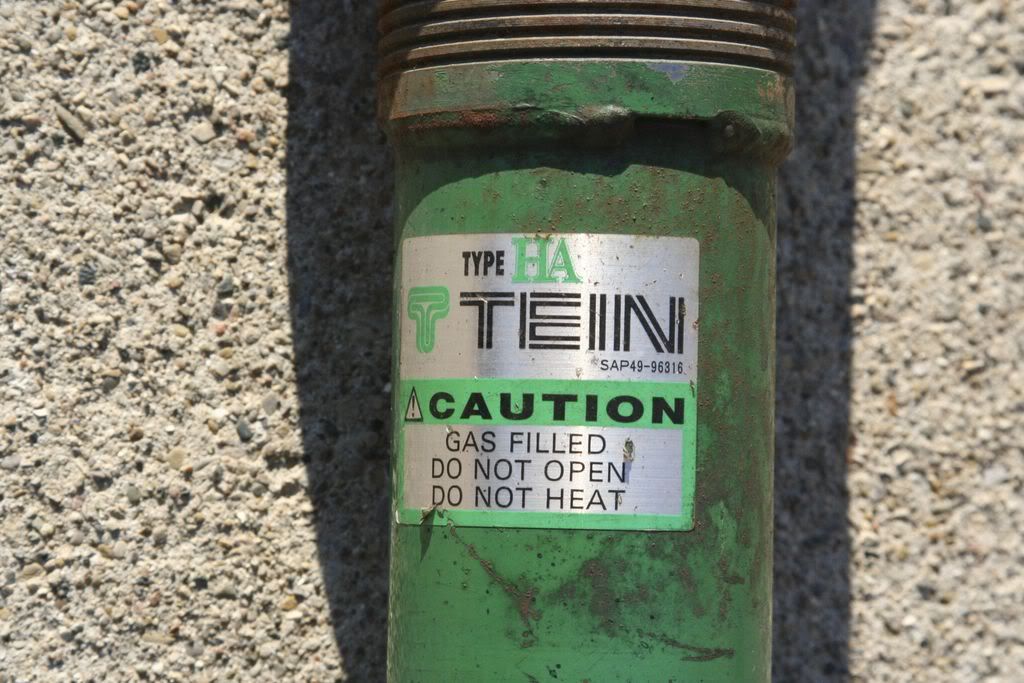 TYPE HA
TEIN
SAP49-96316
CAUTION
GAS FILLED
DO NOT OPEN
DO NOT HEAT